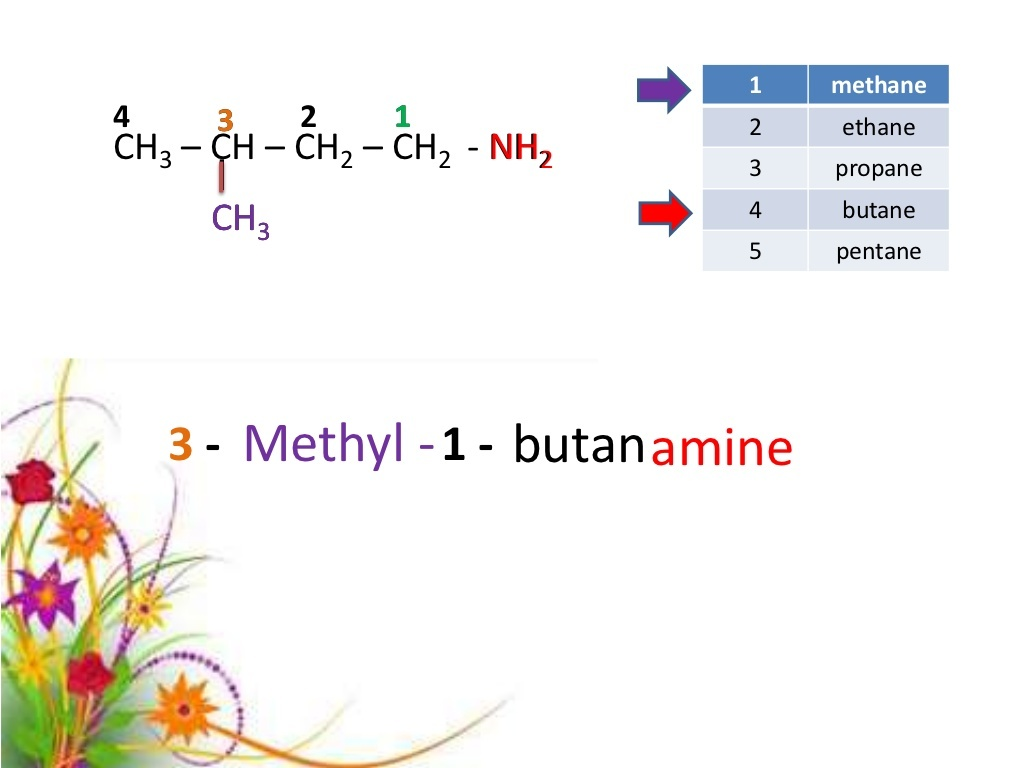 4 3 2 1
CH3 – CH – CH2 – CH2 - NH2
CH3
1 methane
2 ethane
3 propane
4 butane
5 pentane
3 - Methyl - 1 - butanamine